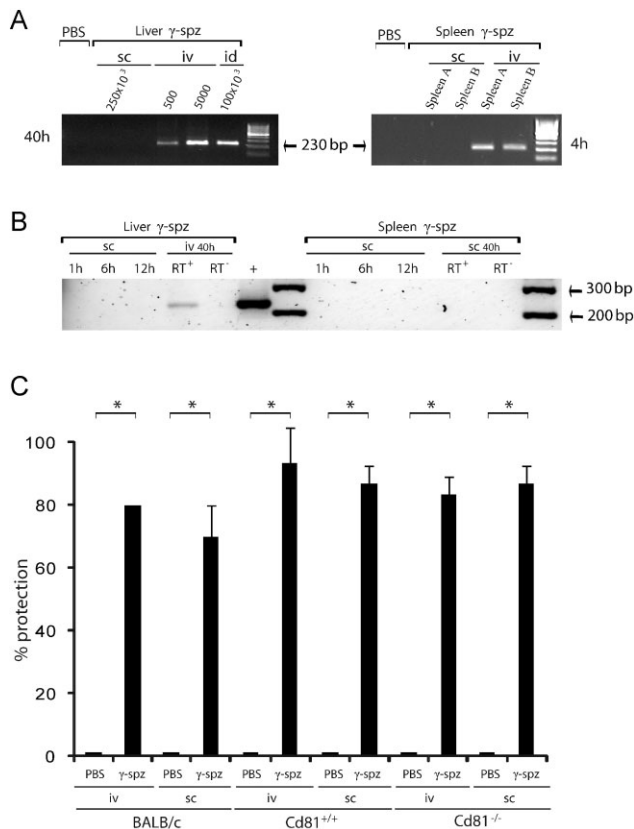 A
PBS Liver γ-spz
sc iv id
250x10³ 500 5000 100x10³
40h
230 bp
PBS Spleen γ-spz
sc iv
Spleen A Spleen B Spleen A Spleen B
4h
B
Liver γ-spz Spleen γ-spz
sc iv 40h sc sc 40h
1h 6h 12h RT⁺ RT⁻ + 1h 6h 12h RT⁺ RT⁻
300 bp
200 bp
C
* * * * * *
% protection
100
80
60
40
20
0
PBS γ-spz PBS γ-spz PBS γ-spz PBS γ-spz PBS γ-spz PBS γ-spz
iv sc iv sc iv sc
BALB/c Cd81⁺/⁺ Cd81⁻/⁻